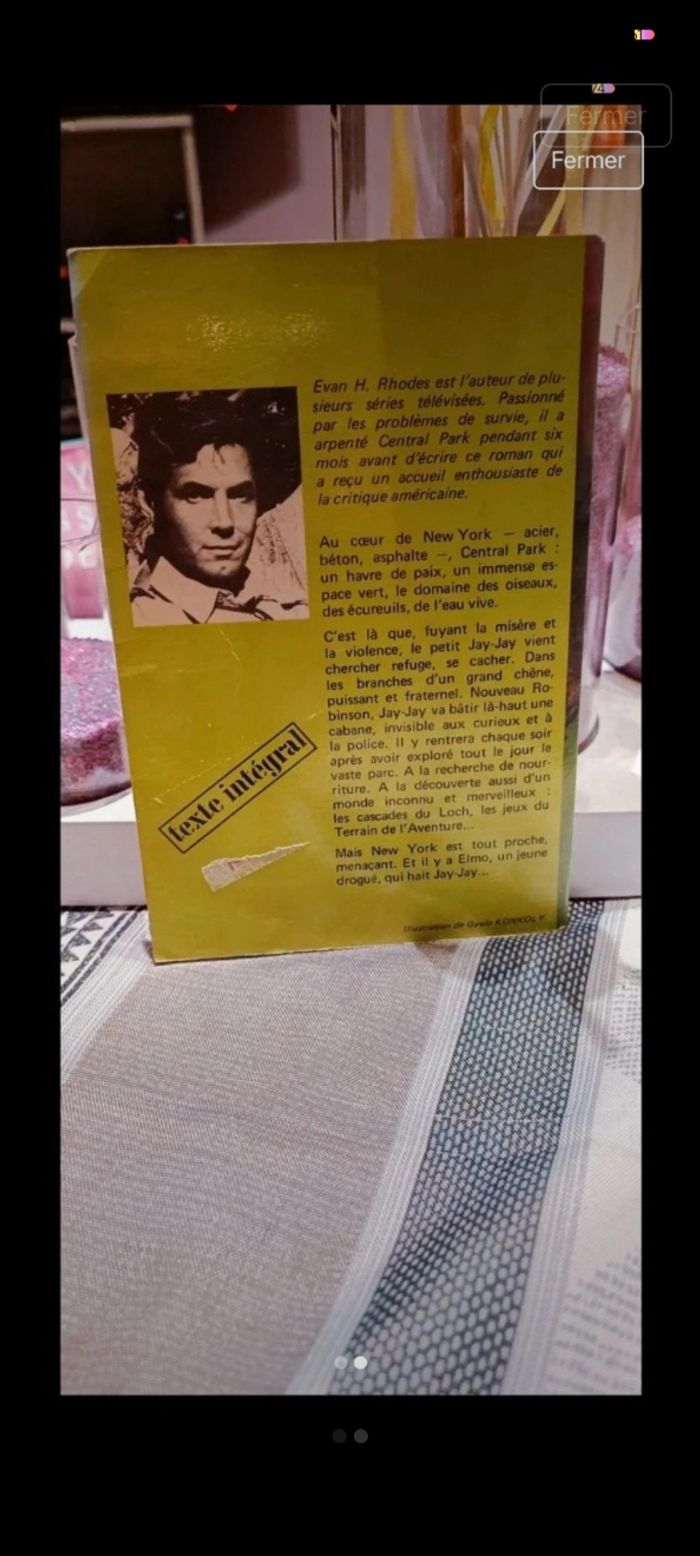 Fermer
Fermer
Evan H. Rhodes est l'auteur de plu-
sieurs séries télévisées. Passionné
par les problèmes de survie, il a
arpenté Central Park pendant six
mois avant d'écrire ce roman qui
a reçu un accueil enthousiaste de
la critique américaine.
Au cœur de New York — acier,
béton, asphalte —, Central Park :
un havre de paix, un immense es-
pace vert, le domaine des oiseaux,
des écureuils, de l'eau vive.
C'est là que, fuyant la misère et
la violence, le petit Jay-Jay vient
chercher refuge, se cacher. Dans
les branches d'un grand chêne,
puissant et fraternel. Nouveau Ro-
binson, Jay-Jay va bâtir là-haut une
cabane, invisible aux curieux et à
la police. Il y rentrera chaque soir
après avoir exploré tout le jour le
vaste parc. A la recherche de nour-
riture. A la découverte aussi d'un
monde inconnu et merveilleux :
les cascades du Loch, les jeux du
Terrain de l'Aventure...
Mais New York est tout proche,
menaçant. Et il y a Elmo, un jeune
drogué, qui hait Jay-Jay...
texte intégral
Illustration de Gyula KONKOLY